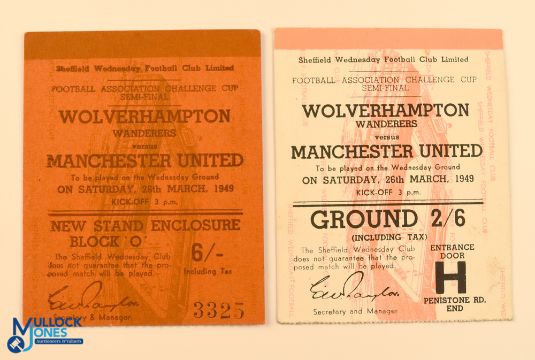 Sheffield Wednesday Football Club Limited
FOOTBALL ASSOCIATION CHALLENGE CUP
SEMI-FINAL
WOLVERHAMPTON
WANDERERS
versus
MANCHESTER UNITED
To be played on the Wednesday Ground
ON SATURDAY, 26th MARCH, 1949
KICK-OFF 3 p.m.
NEW STAND ENCLOSURE
BLOCK 'O'
6/-
Including Tax
The Sheffield Wednesday Club
does not guarantee that the pro-
posed match will be played.
Secretary & Manager
3325
Sheffield Wednesday Football Club Limited
FOOTBALL ASSOCIATION CHALLENGE CUP
SEMI-FINAL
WOLVERHAMPTON
WANDERERS
versus
MANCHESTER UNITED
To be played on the Wednesday Ground
ON SATURDAY, 26th MARCH, 1949
KICK-OFF 3 p.m.
GROUND 2/6
(INCLUDING TAX)
The Sheffield Wednesday Club
does not guarantee that the pro-
posed match will be played.
Secretary and Manager
ENTRANCE
DOOR
H
PENISTONE RD.
END
MULLOCK
JONES